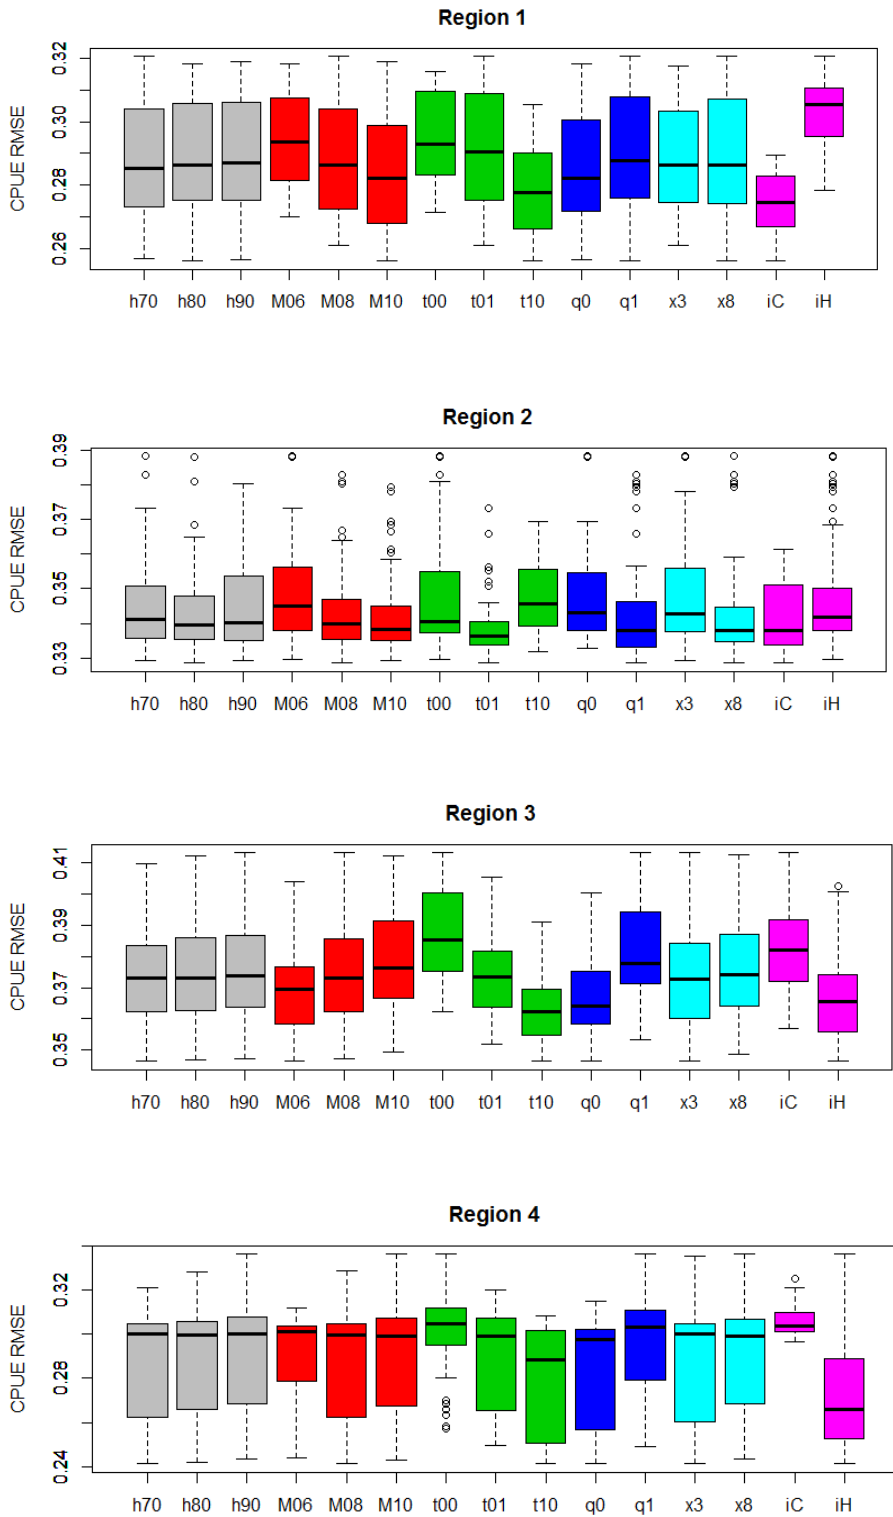 Region 1
CPUE RMSE
0.32
0.30
0.28
0.26
h70 h80 h90 M06 M08 M10 t00 t01 t10 q0 q1 x3 x8 iC iH
Region 2
CPUE RMSE
0.39
0.37
0.35
0.33
h70 h80 h90 M06 M08 M10 t00 t01 t10 q0 q1 x3 x8 iC iH
Region 3
CPUE RMSE
0.41
0.39
0.37
0.35
h70 h80 h90 M06 M08 M10 t00 t01 t10 q0 q1 x3 x8 iC iH
Region 4
CPUE RMSE
0.32
0.28
0.24
h70 h80 h90 M06 M08 M10 t00 t01 t10 q0 q1 x3 x8 iC iH